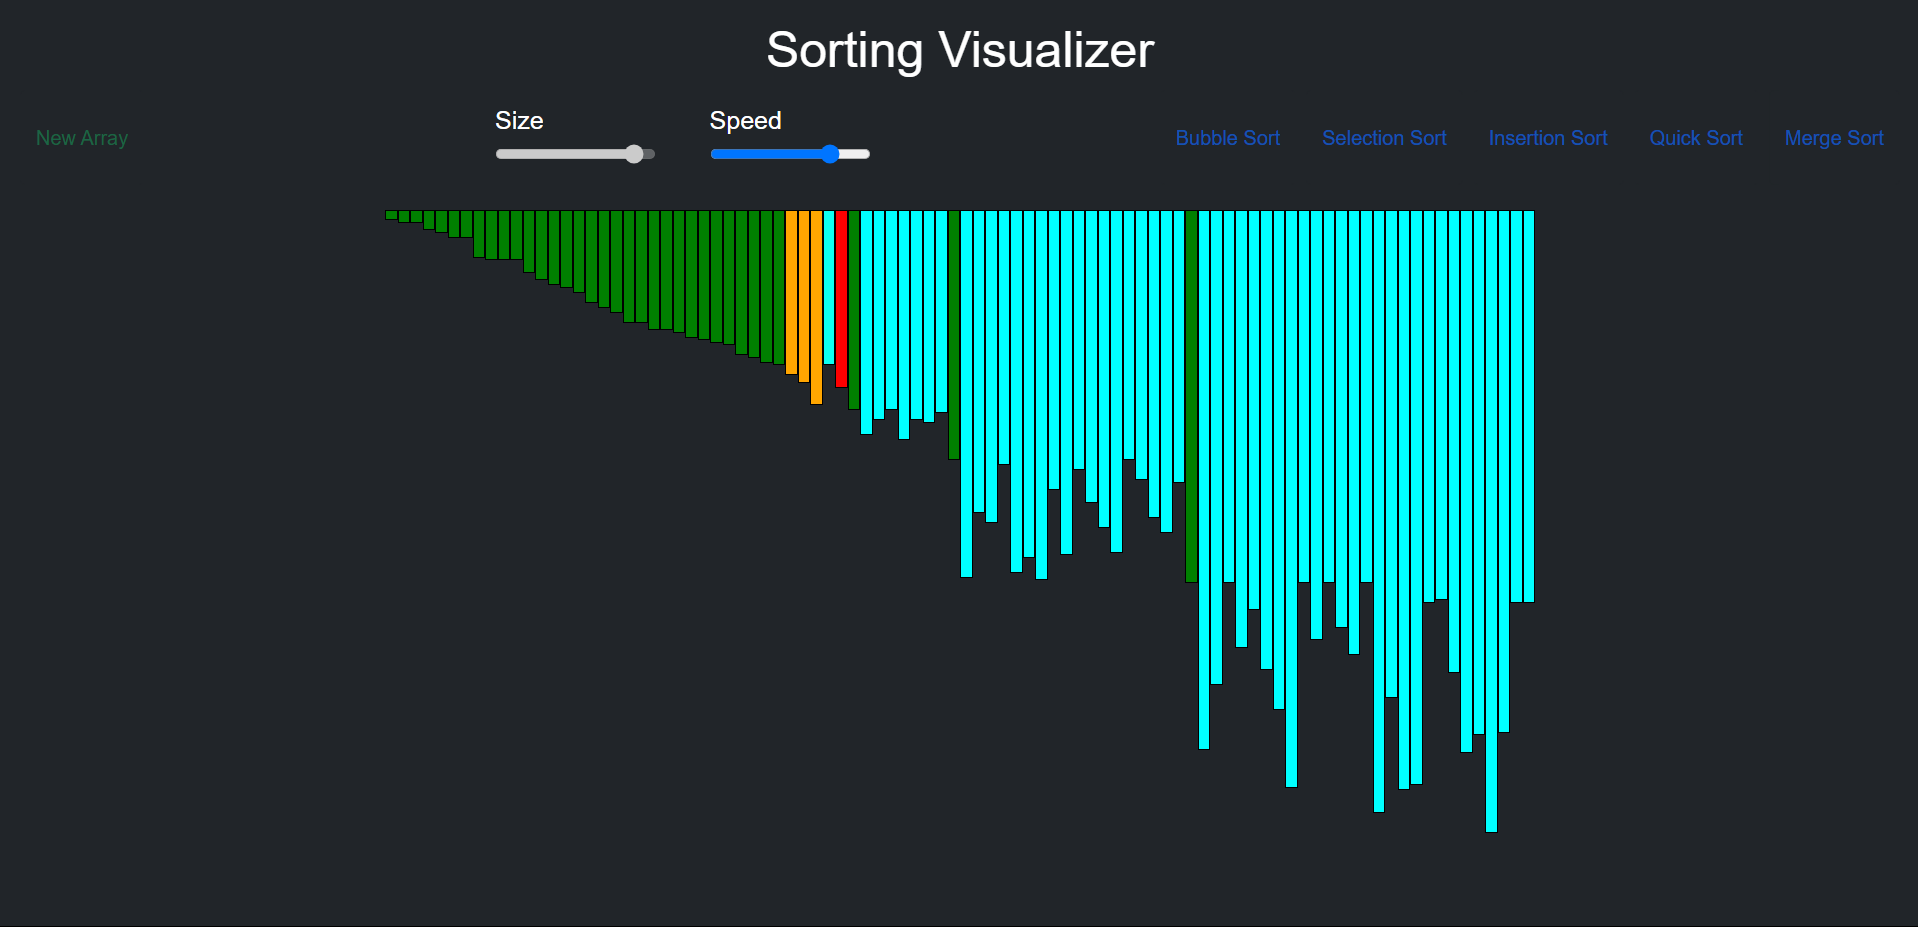 Sorting Visualizer
New Array
Size
Speed
Bubble Sort
Selection Sort
Insertion Sort
Quick Sort
Merge Sort